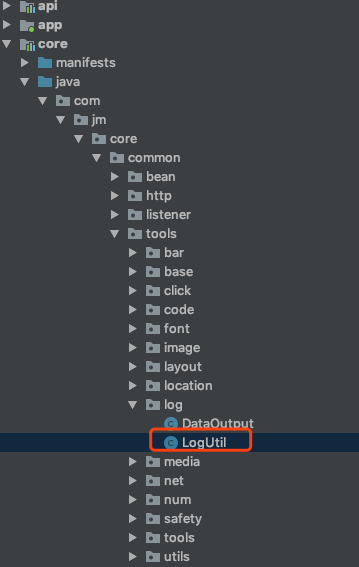 api
app
core
manifests
java
com
jm
core
common
bean
http
listener
tools
bar
base
click
code
font
image
layout
location
log
DataOutput
LogUtil
media
net
num
safety
tools
utils